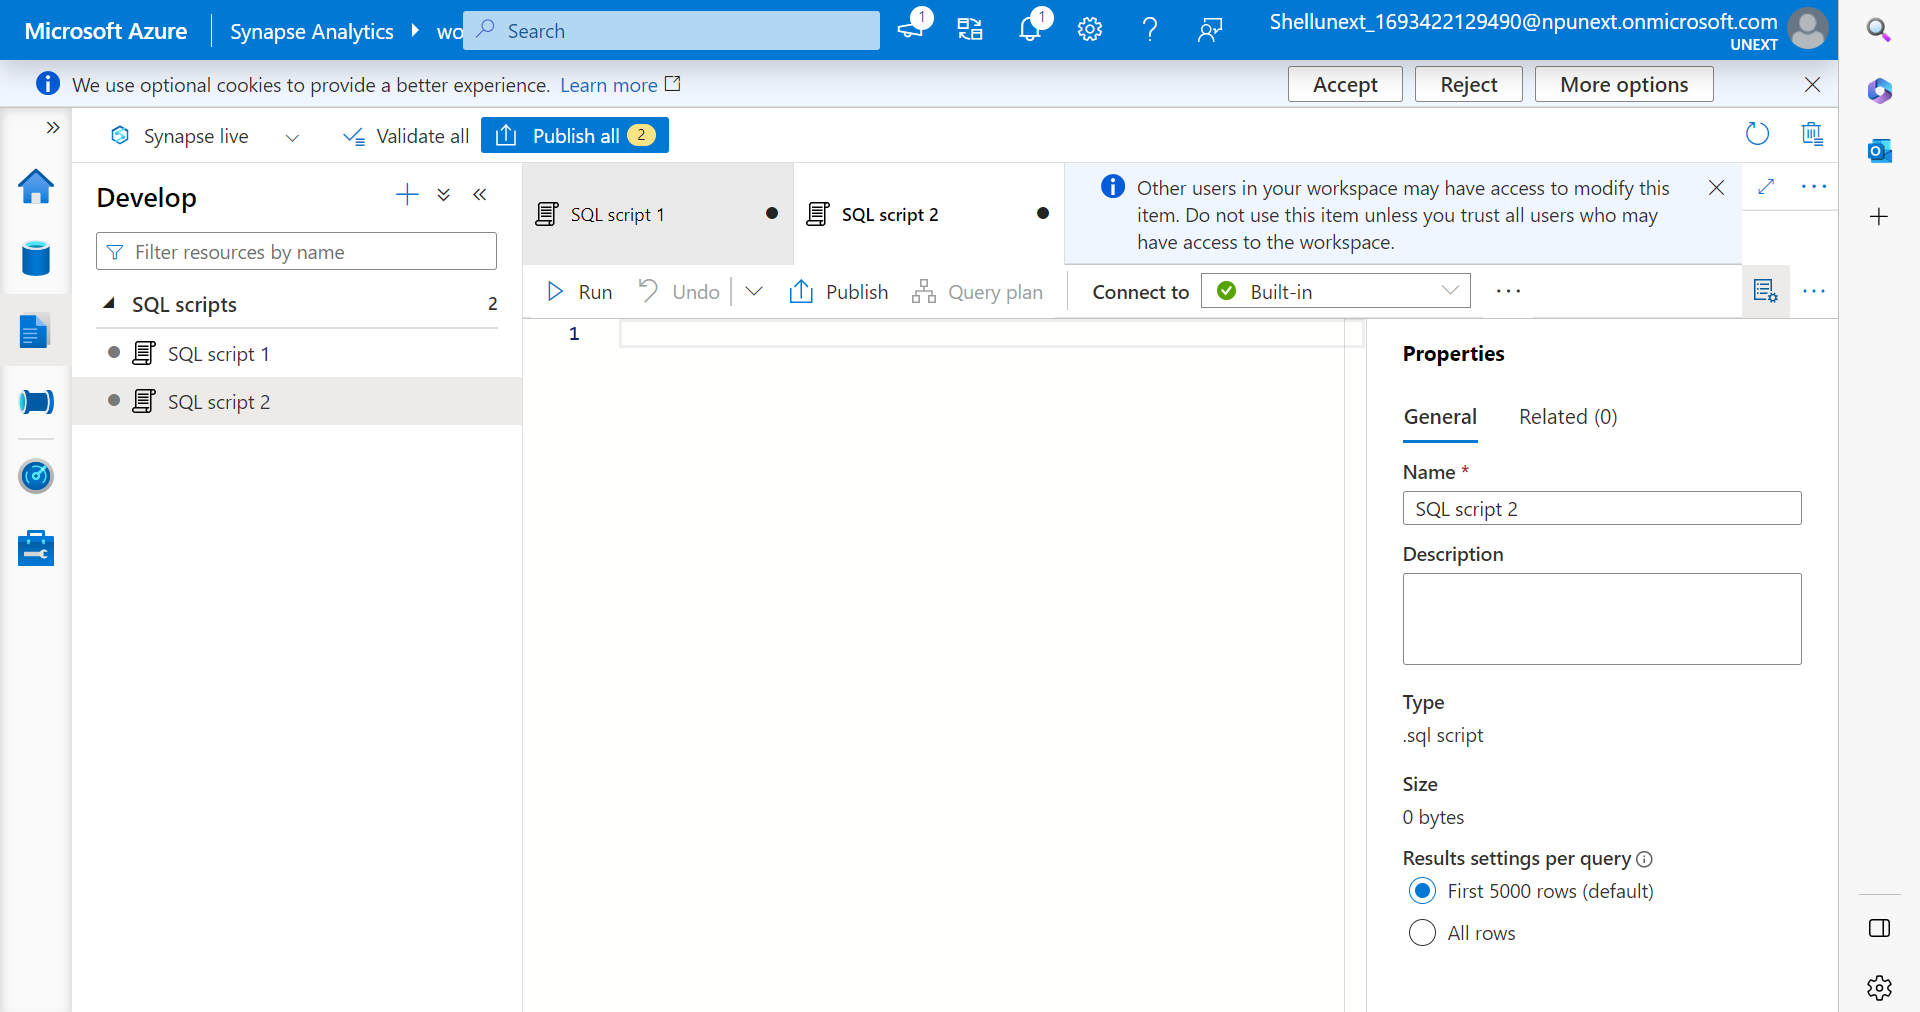 Microsoft Azure
Synapse Analytics
wo
Search
1
1
Shellunext_1693422129490@npunext.onmicrosoft.com
UNEXT
We use optional cookies to provide a better experience. Learn more
Accept
Reject
More options
Synapse live
Validate all
Publish all 2
Develop
Filter resources by name
SQL scripts 2
SQL script 1
SQL script 2
SQL script 1
SQL script 2
Other users in your workspace may have access to modify this
item. Do not use this item unless you trust all users who may
have access to the workspace.
Run
Undo
Publish
Query plan
Connect to
Built-in
1
Properties
General
Related (0)
Name *
SQL script 2
Description
Type
.sql script
Size
0 bytes
Results settings per query
First 5000 rows (default)
All rows